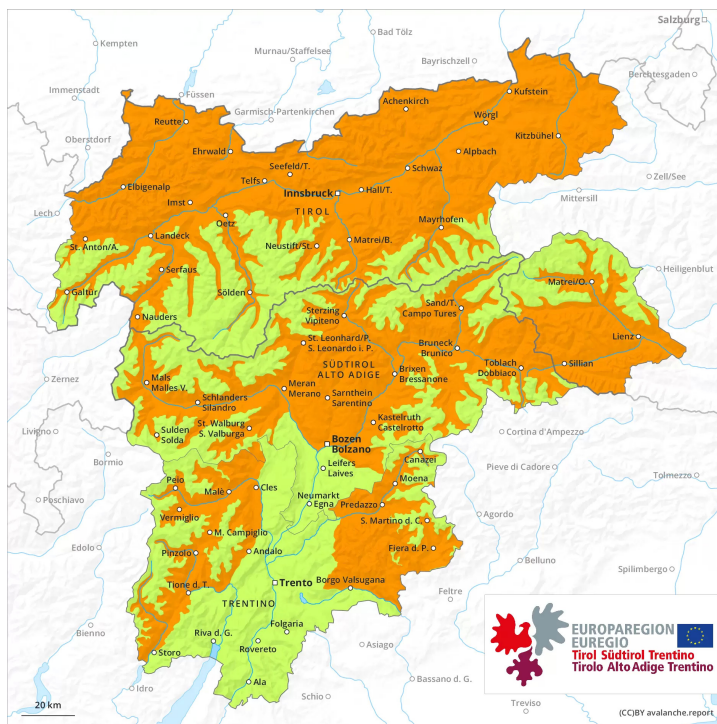 Salzburg
Bad Tölz
Kempten
Murnau/Staffelsee
Bayrischzell
Berchtesgaden
Immenstadt
Füssen
Garmisch-Partenkirchen
Achenkirch
Kufstein
Reutte
Wörgl
Oberstdorf
Ehrwald
Kitzbühel
Alpbach
Seefeld/T.
Schwaz
Telfs
Zell/See
Elbigenalp
Innsbruck
Hall/T.
Mittersill
Imst
TIROL
Lech
Oetz
Mayrhofen
St. Anton/A.
Landeck
Neustift/St.
Matrei/B.
Heiligenblut
Serfaus
Matrei/O.
Galtür
Sölden
Nauders
Sterzing
Vipiteno
Sand/T.
Campo Tures
Lienz
St. Leonhard/P.
S. Leonardo i. P.
Bruneck
Brunico
Toblach
Dobbiaco
Sillian
SÜDTIROL
ALTO ADIGE
Brixen
Bressanone
Zernez
Mals
Malles V.
Meran
Merano
Schlanders
Silandro
Sarnthein
Sarentino
Kastelruth
Castelrotto
St. Walburg
S. Valburga
Livigno
Sulden
Solda
Cortina d'Ampezzo
Bozen
Bolzano
Bormio
Canazei
Leifers
Laives
Pieve di Cadore
Tolmezzo
Peio
Malè
Cles
Moena
Poschiavo
Neumarkt
Egna
Predazzo
Vermiglio
Agordo
S. Martino d. C.
M. Campiglio
Edolo
Pinzolo
Andalo
Fiera d. P.
Belluno
Spilimbergo
Trento
Borgo Valsugana
Tione d. T.
Feltre
TRENTINO
Folgaria
Bienno
Riva d. G.
Rovereto
Asiago
Storo
Bassano d. G.
Ala
Idro
Schio
Treviso
EUROPAREGION
EUREGIO
Tirol Südtirol Trentino
Tirolo Alto Adige Trentino
20 km
(CC)BY avalanche.report